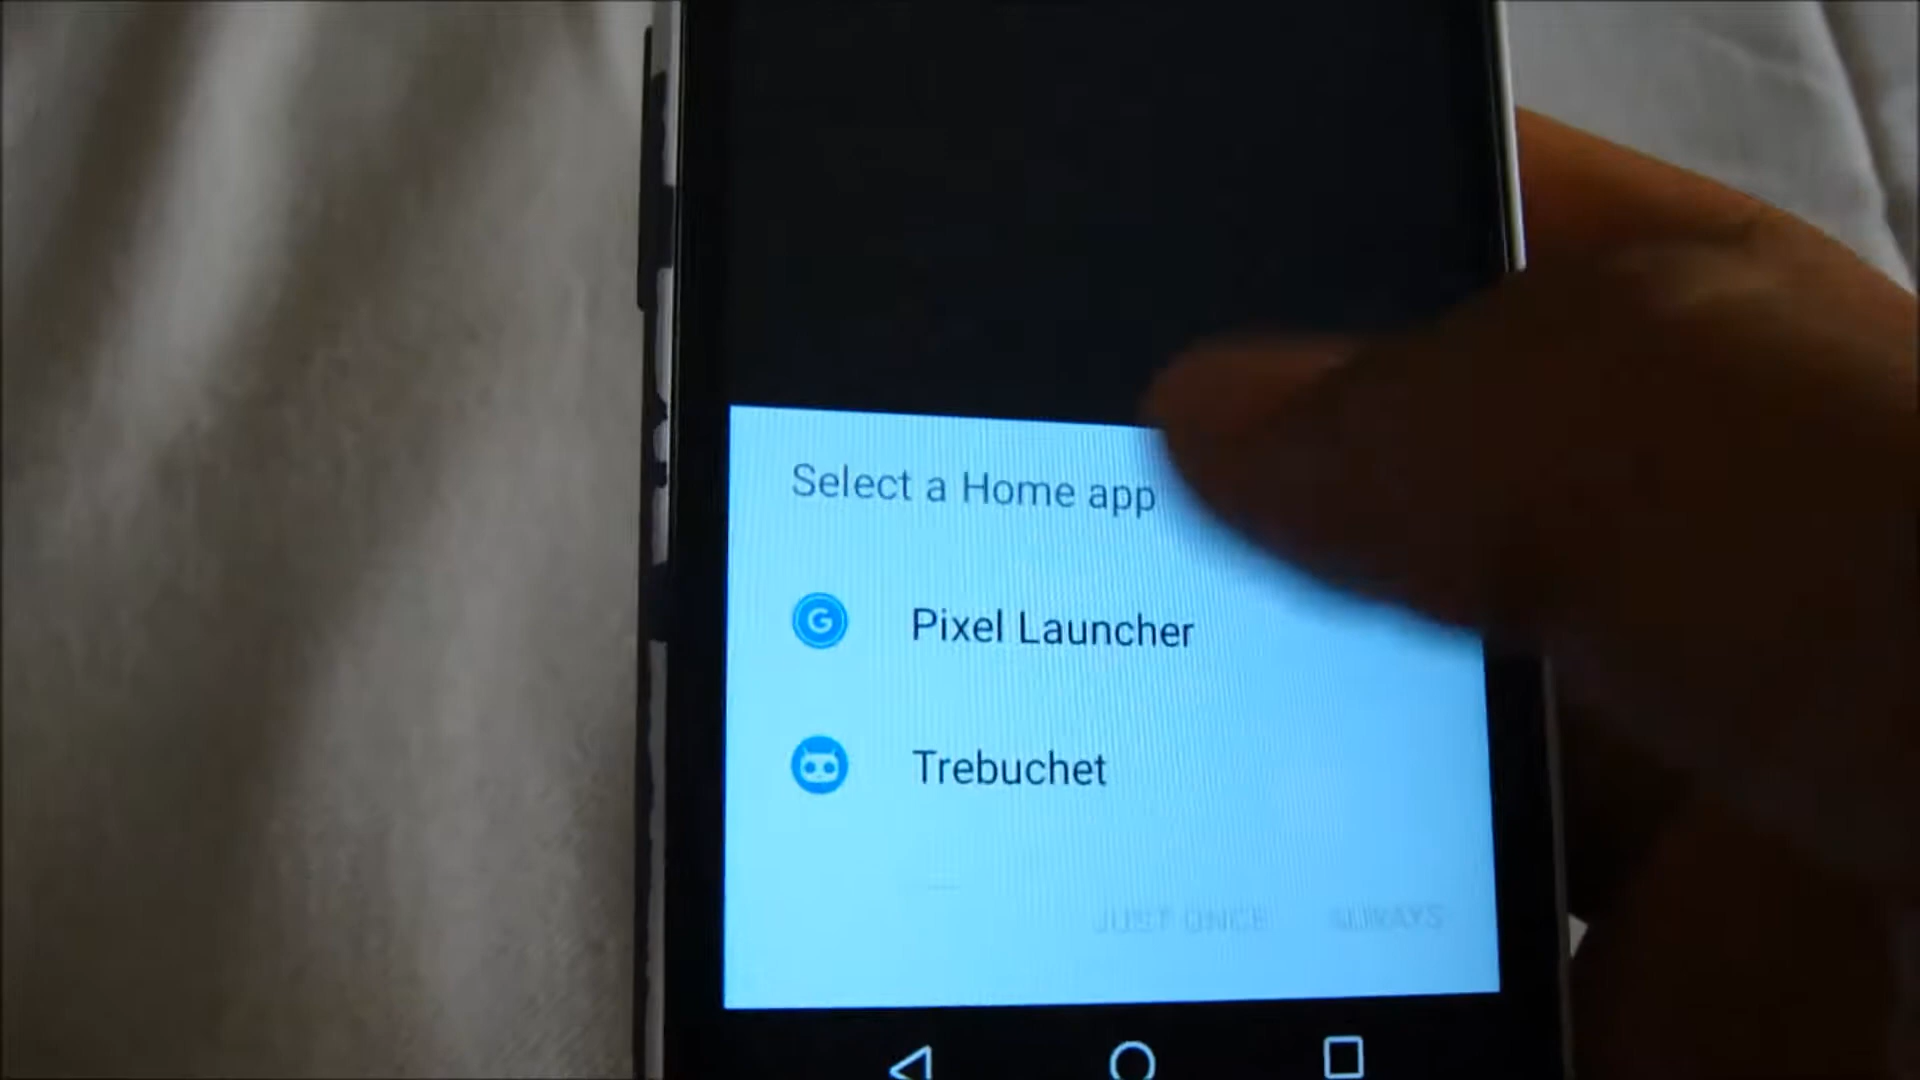 Select a Home app
G
Pixel Launcher
Trebuchet
JUST ONCE ALWAYS